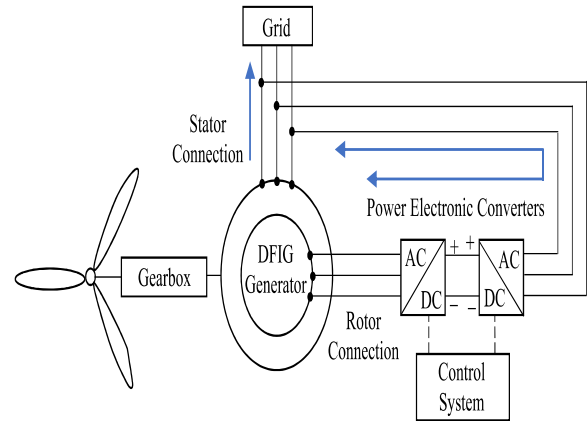 Grid
Stator
Connection
Power Electronic Converters
DFIG
Generator
Gearbox
AC
DC
+ +
− −
AC
DC
Rotor
Connection
Control
System